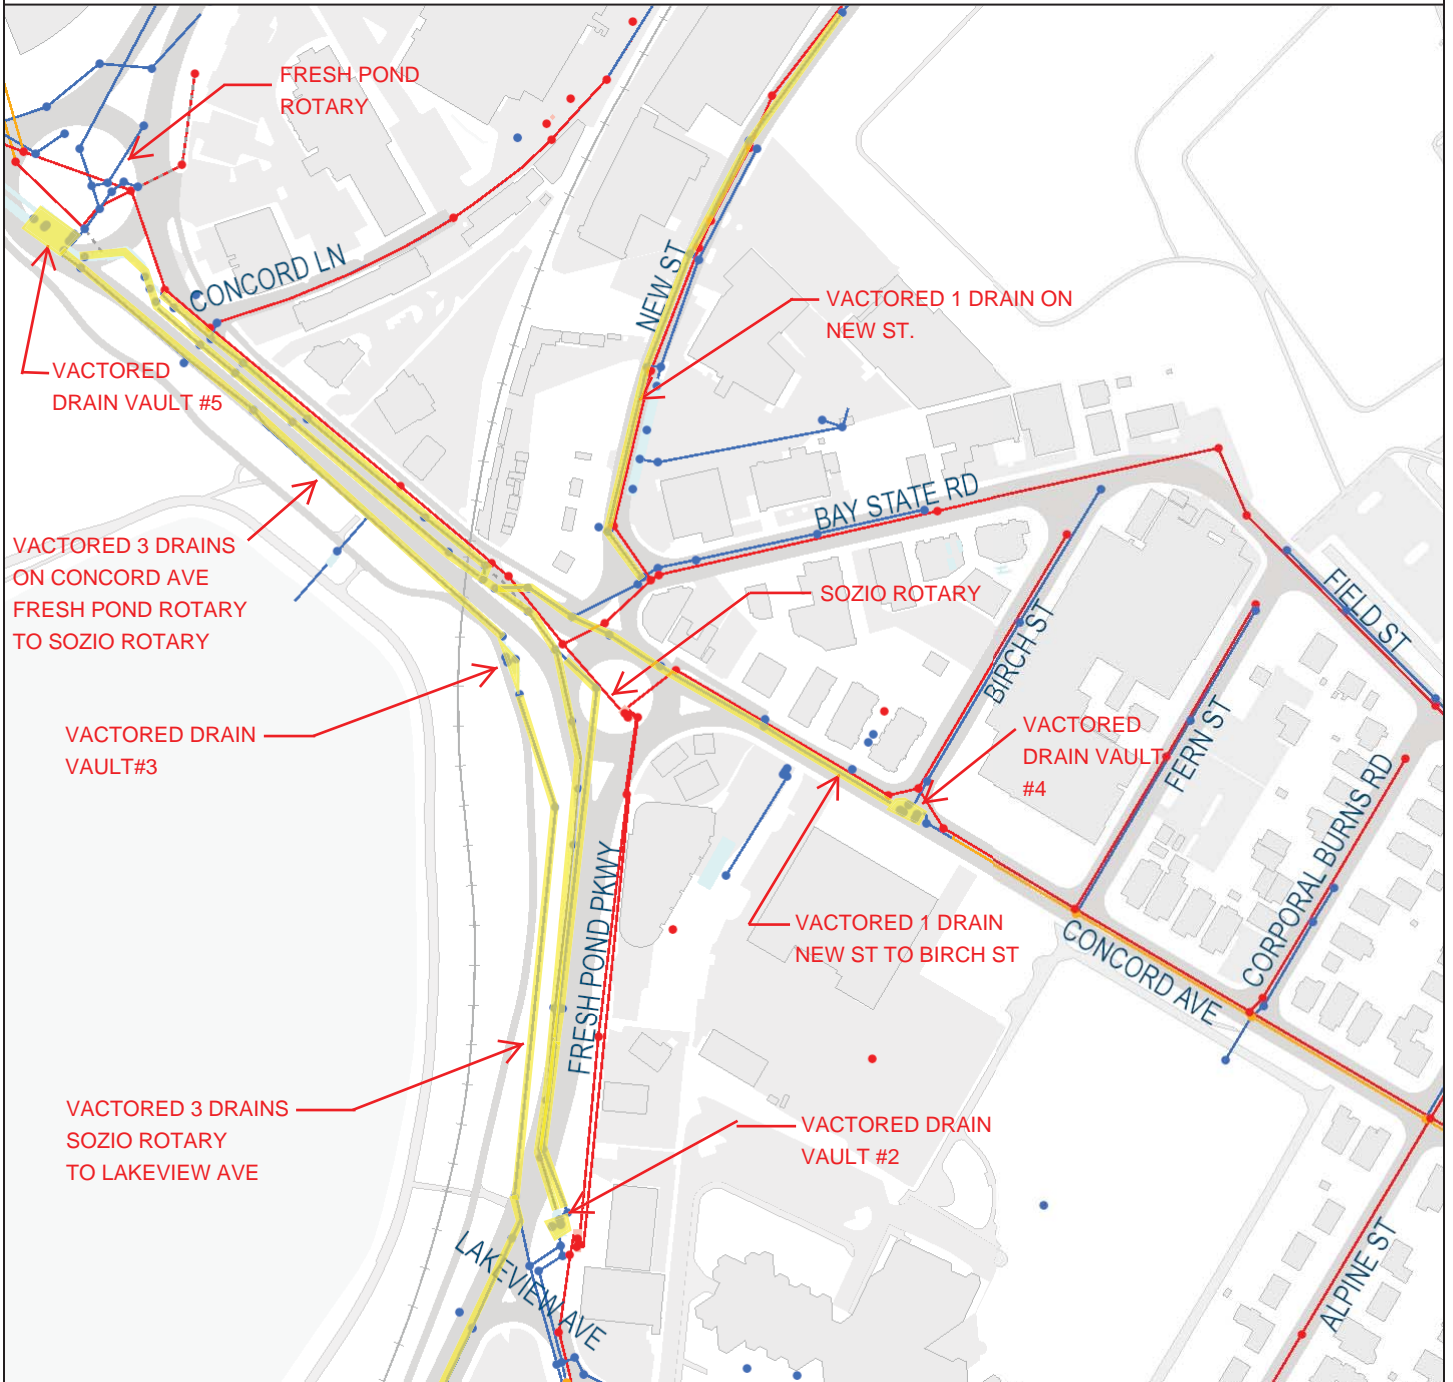 FRESH POND
ROTARY
CONCORD LN
NEW ST
VACTORED 1 DRAIN ON
NEW ST.
VACTORED
DRAIN VAULT #5
BAY STATE RD
VACTORED 3 DRAINS
ON CONCORD AVE
FRESH POND ROTARY
TO SOZIO ROTARY
SOZIO ROTARY
FIELD ST
BIRCH ST
VACTORED DRAIN
VAULT#3
VACTORED
DRAIN VAULT
#4
FERN ST
CORPORAL BURNS RD
FRESH POND PKWY
VACTORED 1 DRAIN
NEW ST TO BIRCH ST
CONCORD AVE
VACTORED 3 DRAINS
SOZIO ROTARY
TO LAKEVIEW AVE
VACTORED DRAIN
VAULT #2
LAKEVIEW AVE
ALPINE ST